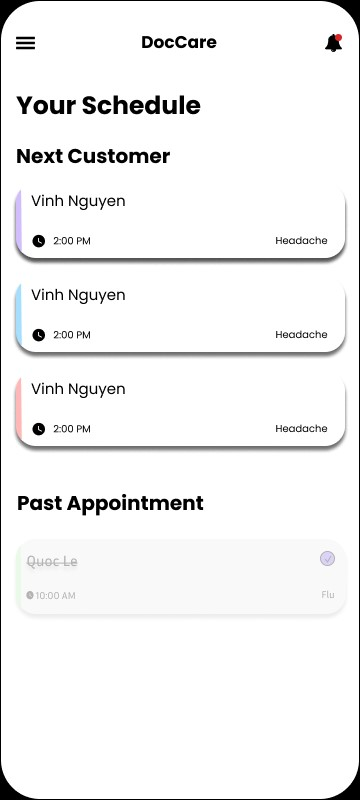 DocCare
Your Schedule
Next Customer
Vinh Nguyen
2:00 PM Headache
Vinh Nguyen
2:00 PM Headache
Vinh Nguyen
2:00 PM Headache
Past Appointment
Quoc Le
10:00 AM Flu